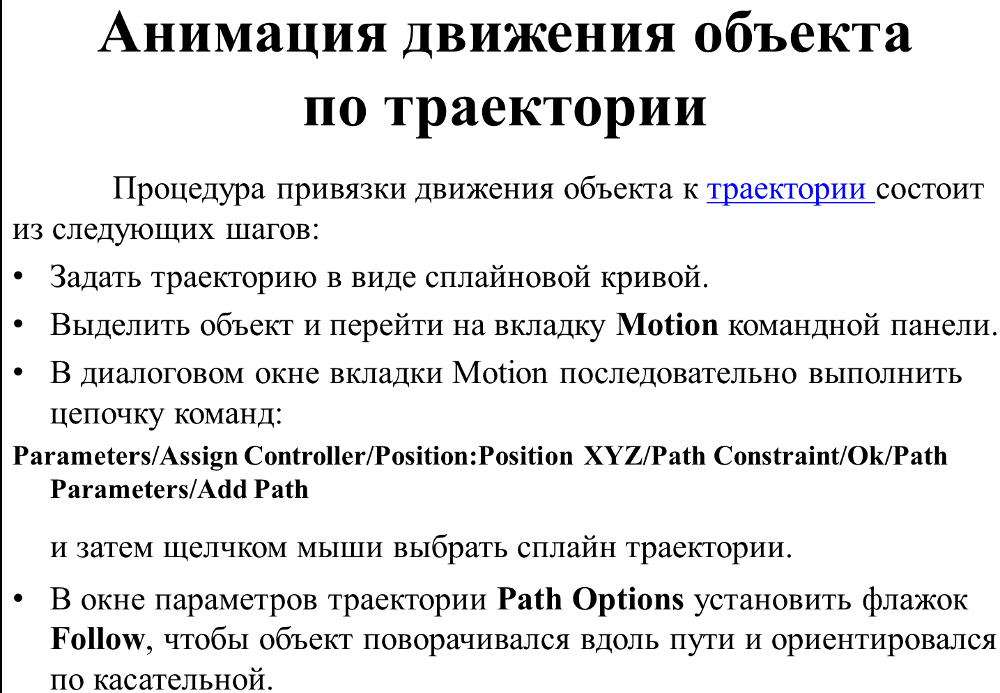 Анимация движения объекта
по траектории
Процедура привязки движения объекта к траектории состоит
из следующих шагов:
• Задать траекторию в виде сплайновой кривой.
• Выделить объект и перейти на вкладку Motion командной панели.
• В диалоговом окне вкладки Motion последовательно выполнить
цепочку команд:
Parameters/Assign Controller/Position:Position XYZ/Path Constraint/Ok/Path
Parameters/Add Path
и затем щелчком мыши выбрать сплайн траектории.
• В окне параметров траектории Path Options установить флажок
Follow, чтобы объект поворачивался вдоль пути и ориентировался
по касательной.